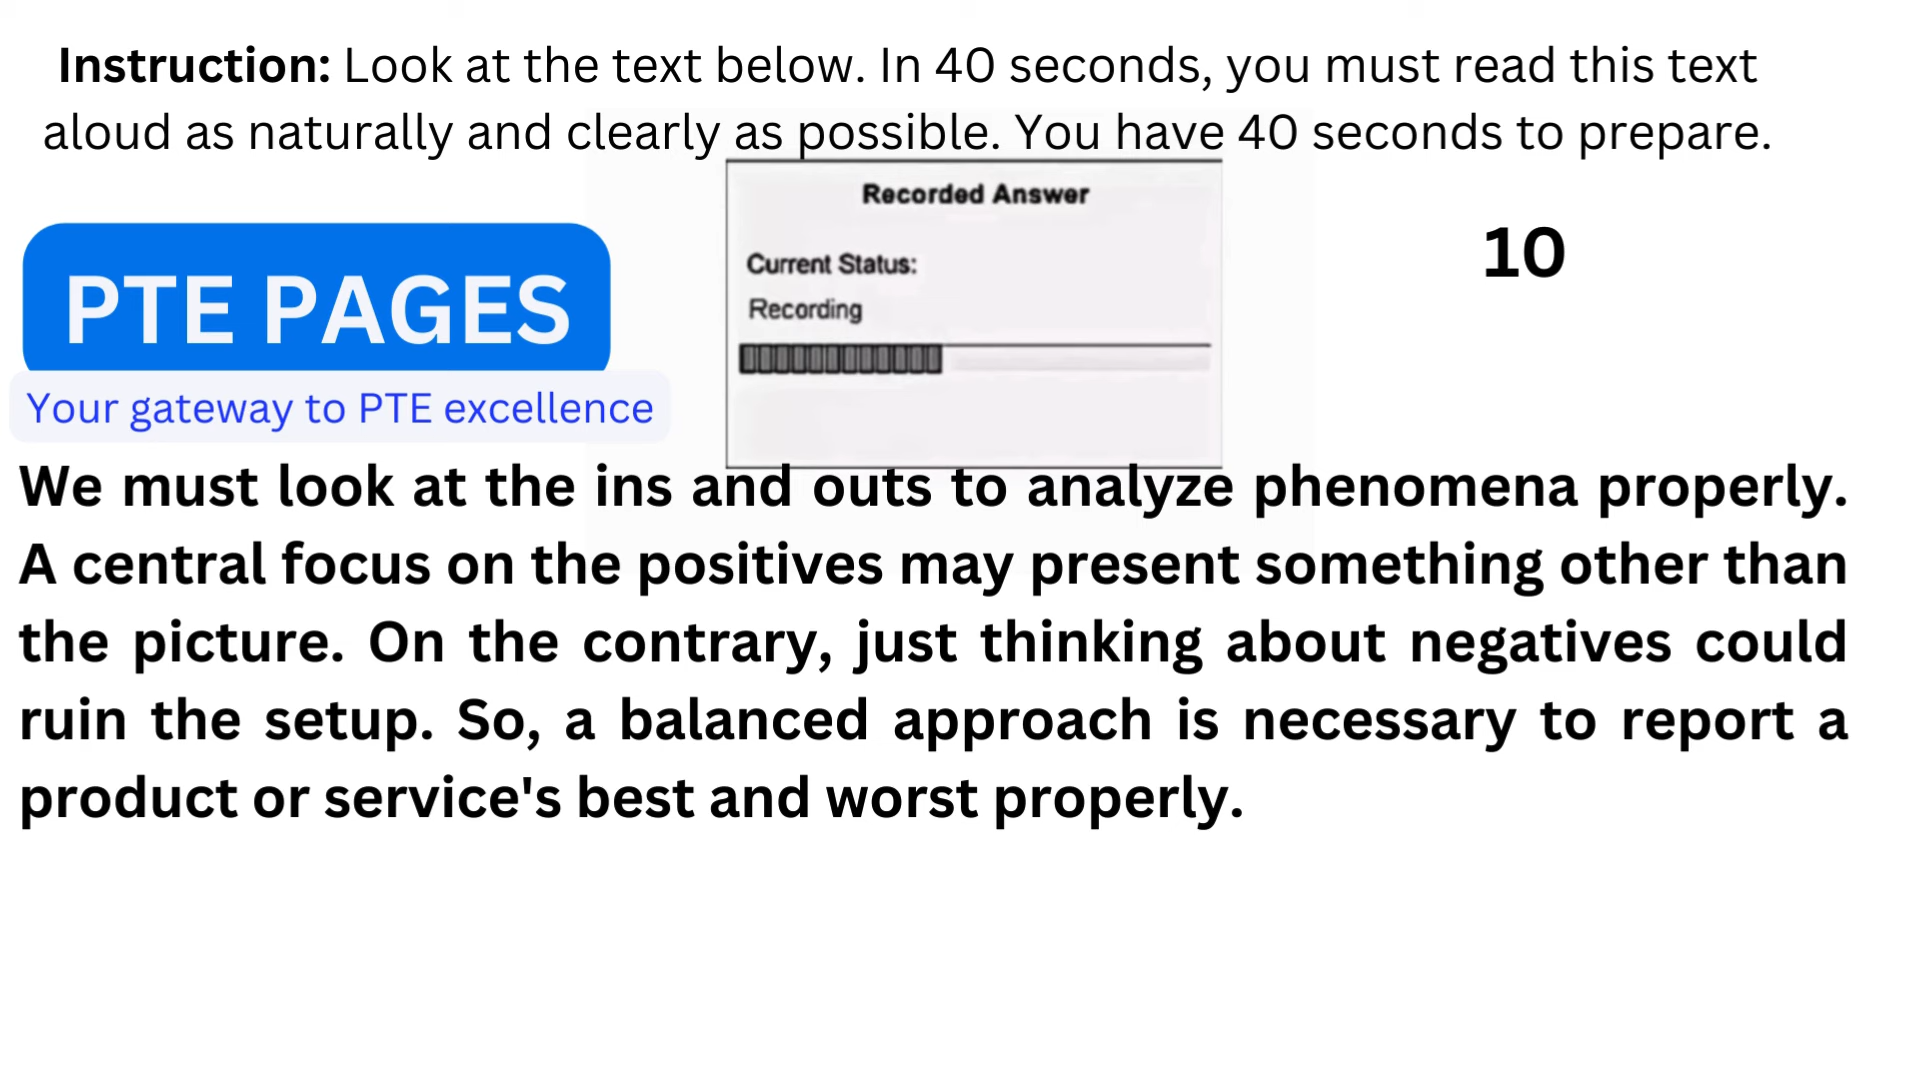 Instruction: Look at the text below. In 40 seconds, you must read this text
aloud as naturally and clearly as possible. You have 40 seconds to prepare.
Recorded Answer
Current Status:
Recording
10
PTE PAGES
Your gateway to PTE excellence
We must look at the ins and outs to analyze phenomena properly.
A central focus on the positives may present something other than
the picture. On the contrary, just thinking about negatives could
ruin the setup. So, a balanced approach is necessary to report a
product or service's best and worst properly.